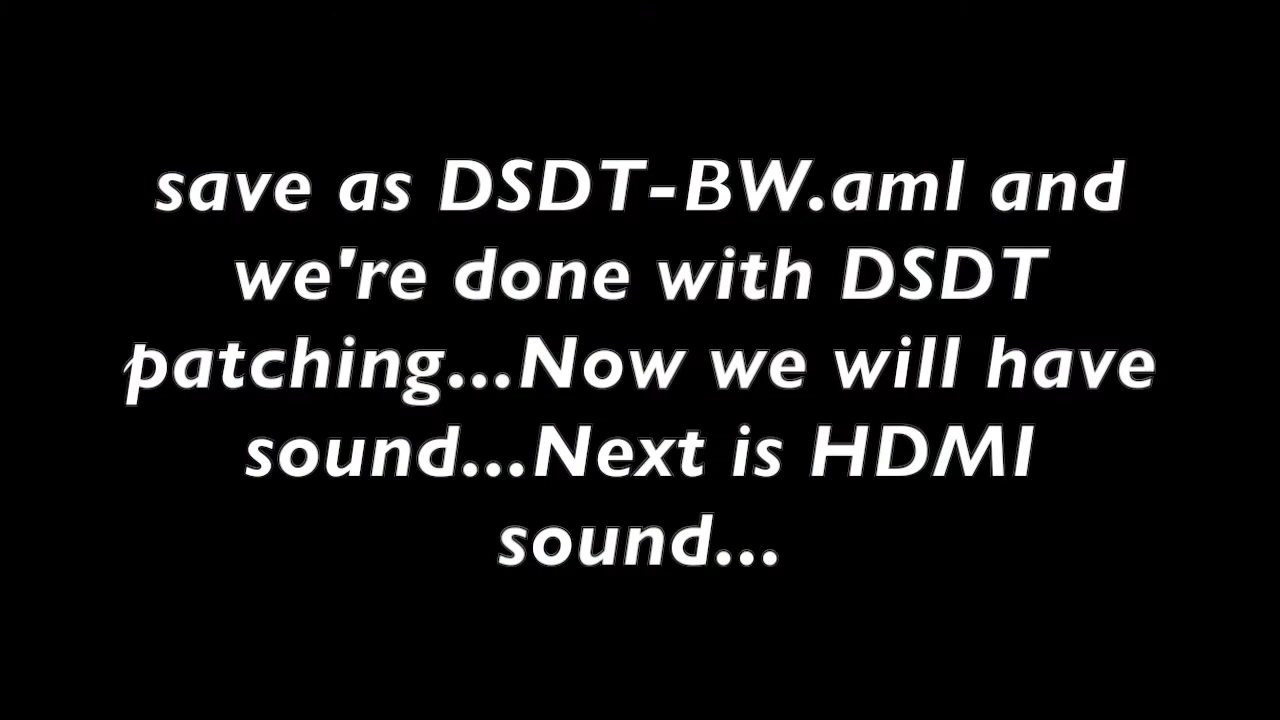 save as DSDT-BW.aml and
we're done with DSDT
patching...Now we will have
sound...Next is HDMI
sound...